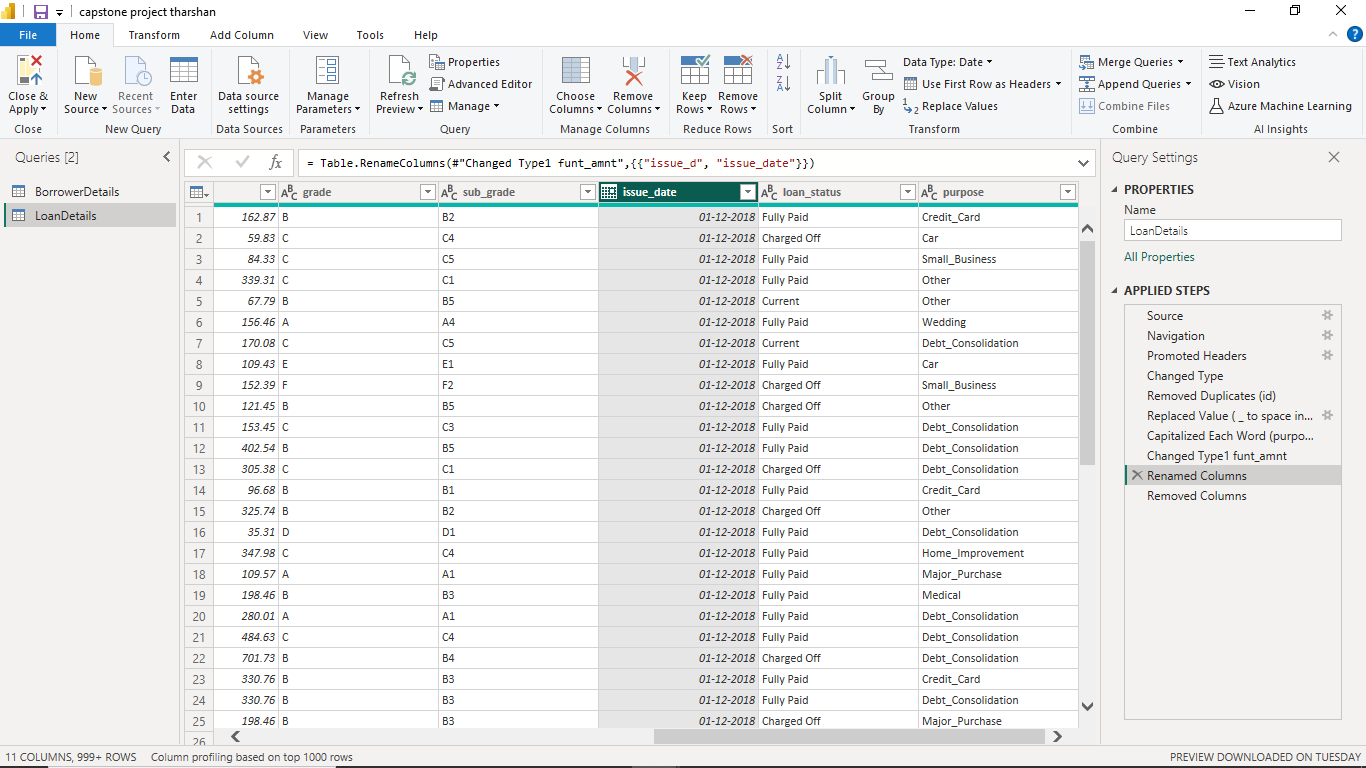 capstone project tharshan
File Home Transform Add Column View Tools Help
Close & Apply
Close
New Source
Recent Sources
Enter Data
New Query
Data source settings
Data Sources
Manage Parameters
Parameters
Refresh Preview
Properties
Advanced Editor
Manage
Query
Choose Columns
Remove Columns
Manage Columns
Keep Rows
Remove Rows
Reduce Rows
Sort
Split Column
Group By
Data Type: Date
Use First Row as Headers
Replace Values
Transform
Merge Queries
Append Queries
Combine Files
Combine
Text Analytics
Vision
Azure Machine Learning
AI Insights
Queries [2]
BorrowerDetails
LoanDetails
fx = Table.RenameColumns(#"Changed Type1 funt_amnt",{{"issue_d", "issue_date"}})
ABC grade ABC sub_grade issue_date ABC loan_status ABC purpose
1 162.87 B B2 01-12-2018 Fully Paid Credit_Card
2 59.83 C C4 01-12-2018 Charged Off Car
3 84.33 C C5 01-12-2018 Fully Paid Small_Business
4 339.31 C C1 01-12-2018 Fully Paid Other
5 67.79 B B5 01-12-2018 Current Other
6 156.46 A A4 01-12-2018 Fully Paid Wedding
7 170.08 C C5 01-12-2018 Current Debt_Consolidation
8 109.43 E E1 01-12-2018 Fully Paid Car
9 152.39 F F2 01-12-2018 Charged Off Small_Business
10 121.45 B B5 01-12-2018 Charged Off Other
11 153.45 C C3 01-12-2018 Fully Paid Debt_Consolidation
12 402.54 B B5 01-12-2018 Fully Paid Debt_Consolidation
13 305.38 C C1 01-12-2018 Charged Off Debt_Consolidation
14 96.68 B B1 01-12-2018 Fully Paid Credit_Card
15 325.74 B B2 01-12-2018 Charged Off Other
16 35.31 D D1 01-12-2018 Fully Paid Debt_Consolidation
17 347.98 C C4 01-12-2018 Fully Paid Home_Improvement
18 109.57 A A1 01-12-2018 Fully Paid Major_Purchase
19 198.46 B B3 01-12-2018 Fully Paid Medical
20 280.01 A A1 01-12-2018 Fully Paid Debt_Consolidation
21 484.63 C C4 01-12-2018 Fully Paid Debt_Consolidation
22 701.73 B B4 01-12-2018 Charged Off Debt_Consolidation
23 330.76 B B3 01-12-2018 Fully Paid Credit_Card
24 330.76 B B3 01-12-2018 Fully Paid Debt_Consolidation
25 198.46 B B3 01-12-2018 Charged Off Major_Purchase
26
Query Settings
PROPERTIES
Name
LoanDetails
All Properties
APPLIED STEPS
Source
Navigation
Promoted Headers
Changed Type
Removed Duplicates (id)
Replaced Value ( _ to space in...
Capitalized Each Word (purpo...
Changed Type1 funt_amnt
Renamed Columns
Removed Columns
11 COLUMNS, 999+ ROWS Column profiling based on top 1000 rows
PREVIEW DOWNLOADED ON TUESDAY